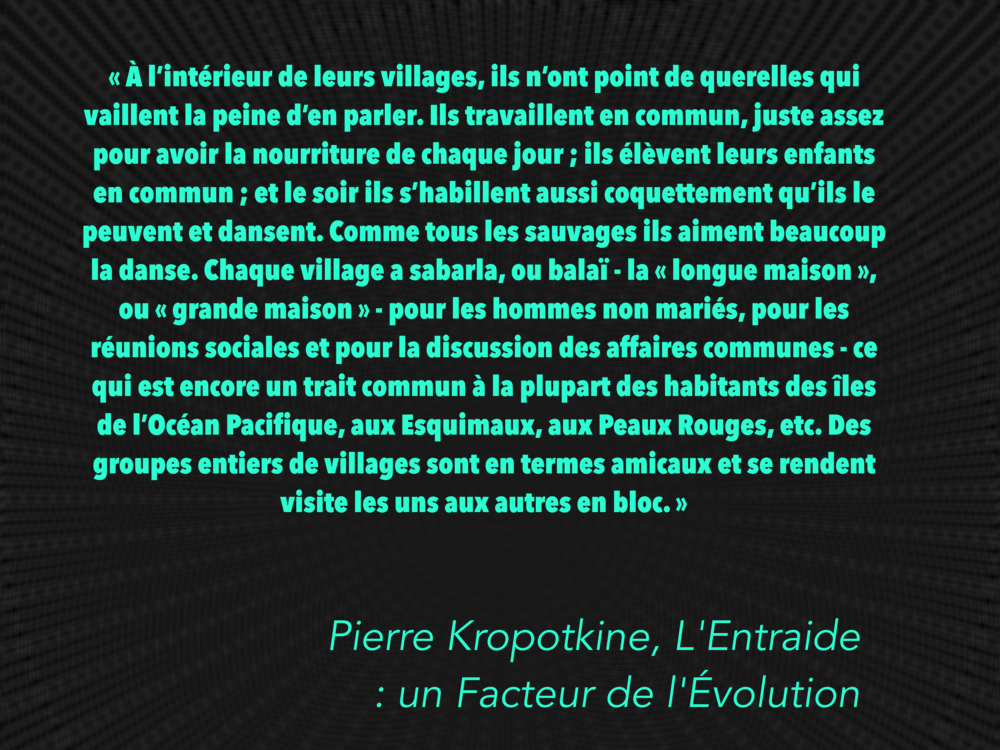 « À l’intérieur de leurs villages, ils n’ont point de querelles qui
vaillent la peine d’en parler. Ils travaillent en commun, juste assez
pour avoir la nourriture de chaque jour ; ils élèvent leurs enfants
en commun ; et le soir ils s’habillent aussi coquettement qu’ils le
peuvent et dansent. Comme tous les sauvages ils aiment beaucoup
la danse. Chaque village a sabarla, ou balaï - la « longue maison »,
ou « grande maison » - pour les hommes non mariés, pour les
réunions sociales et pour la discussion des affaires communes - ce
qui est encore un trait commun à la plupart des habitants des îles
de l’Océan Pacifique, aux Esquimaux, aux Peaux Rouges, etc. Des
groupes entiers de villages sont en termes amicaux et se rendent
visite les uns aux autres en bloc. »
Pierre Kropotkine, L'Entraide
: un Facteur de l'Évolution